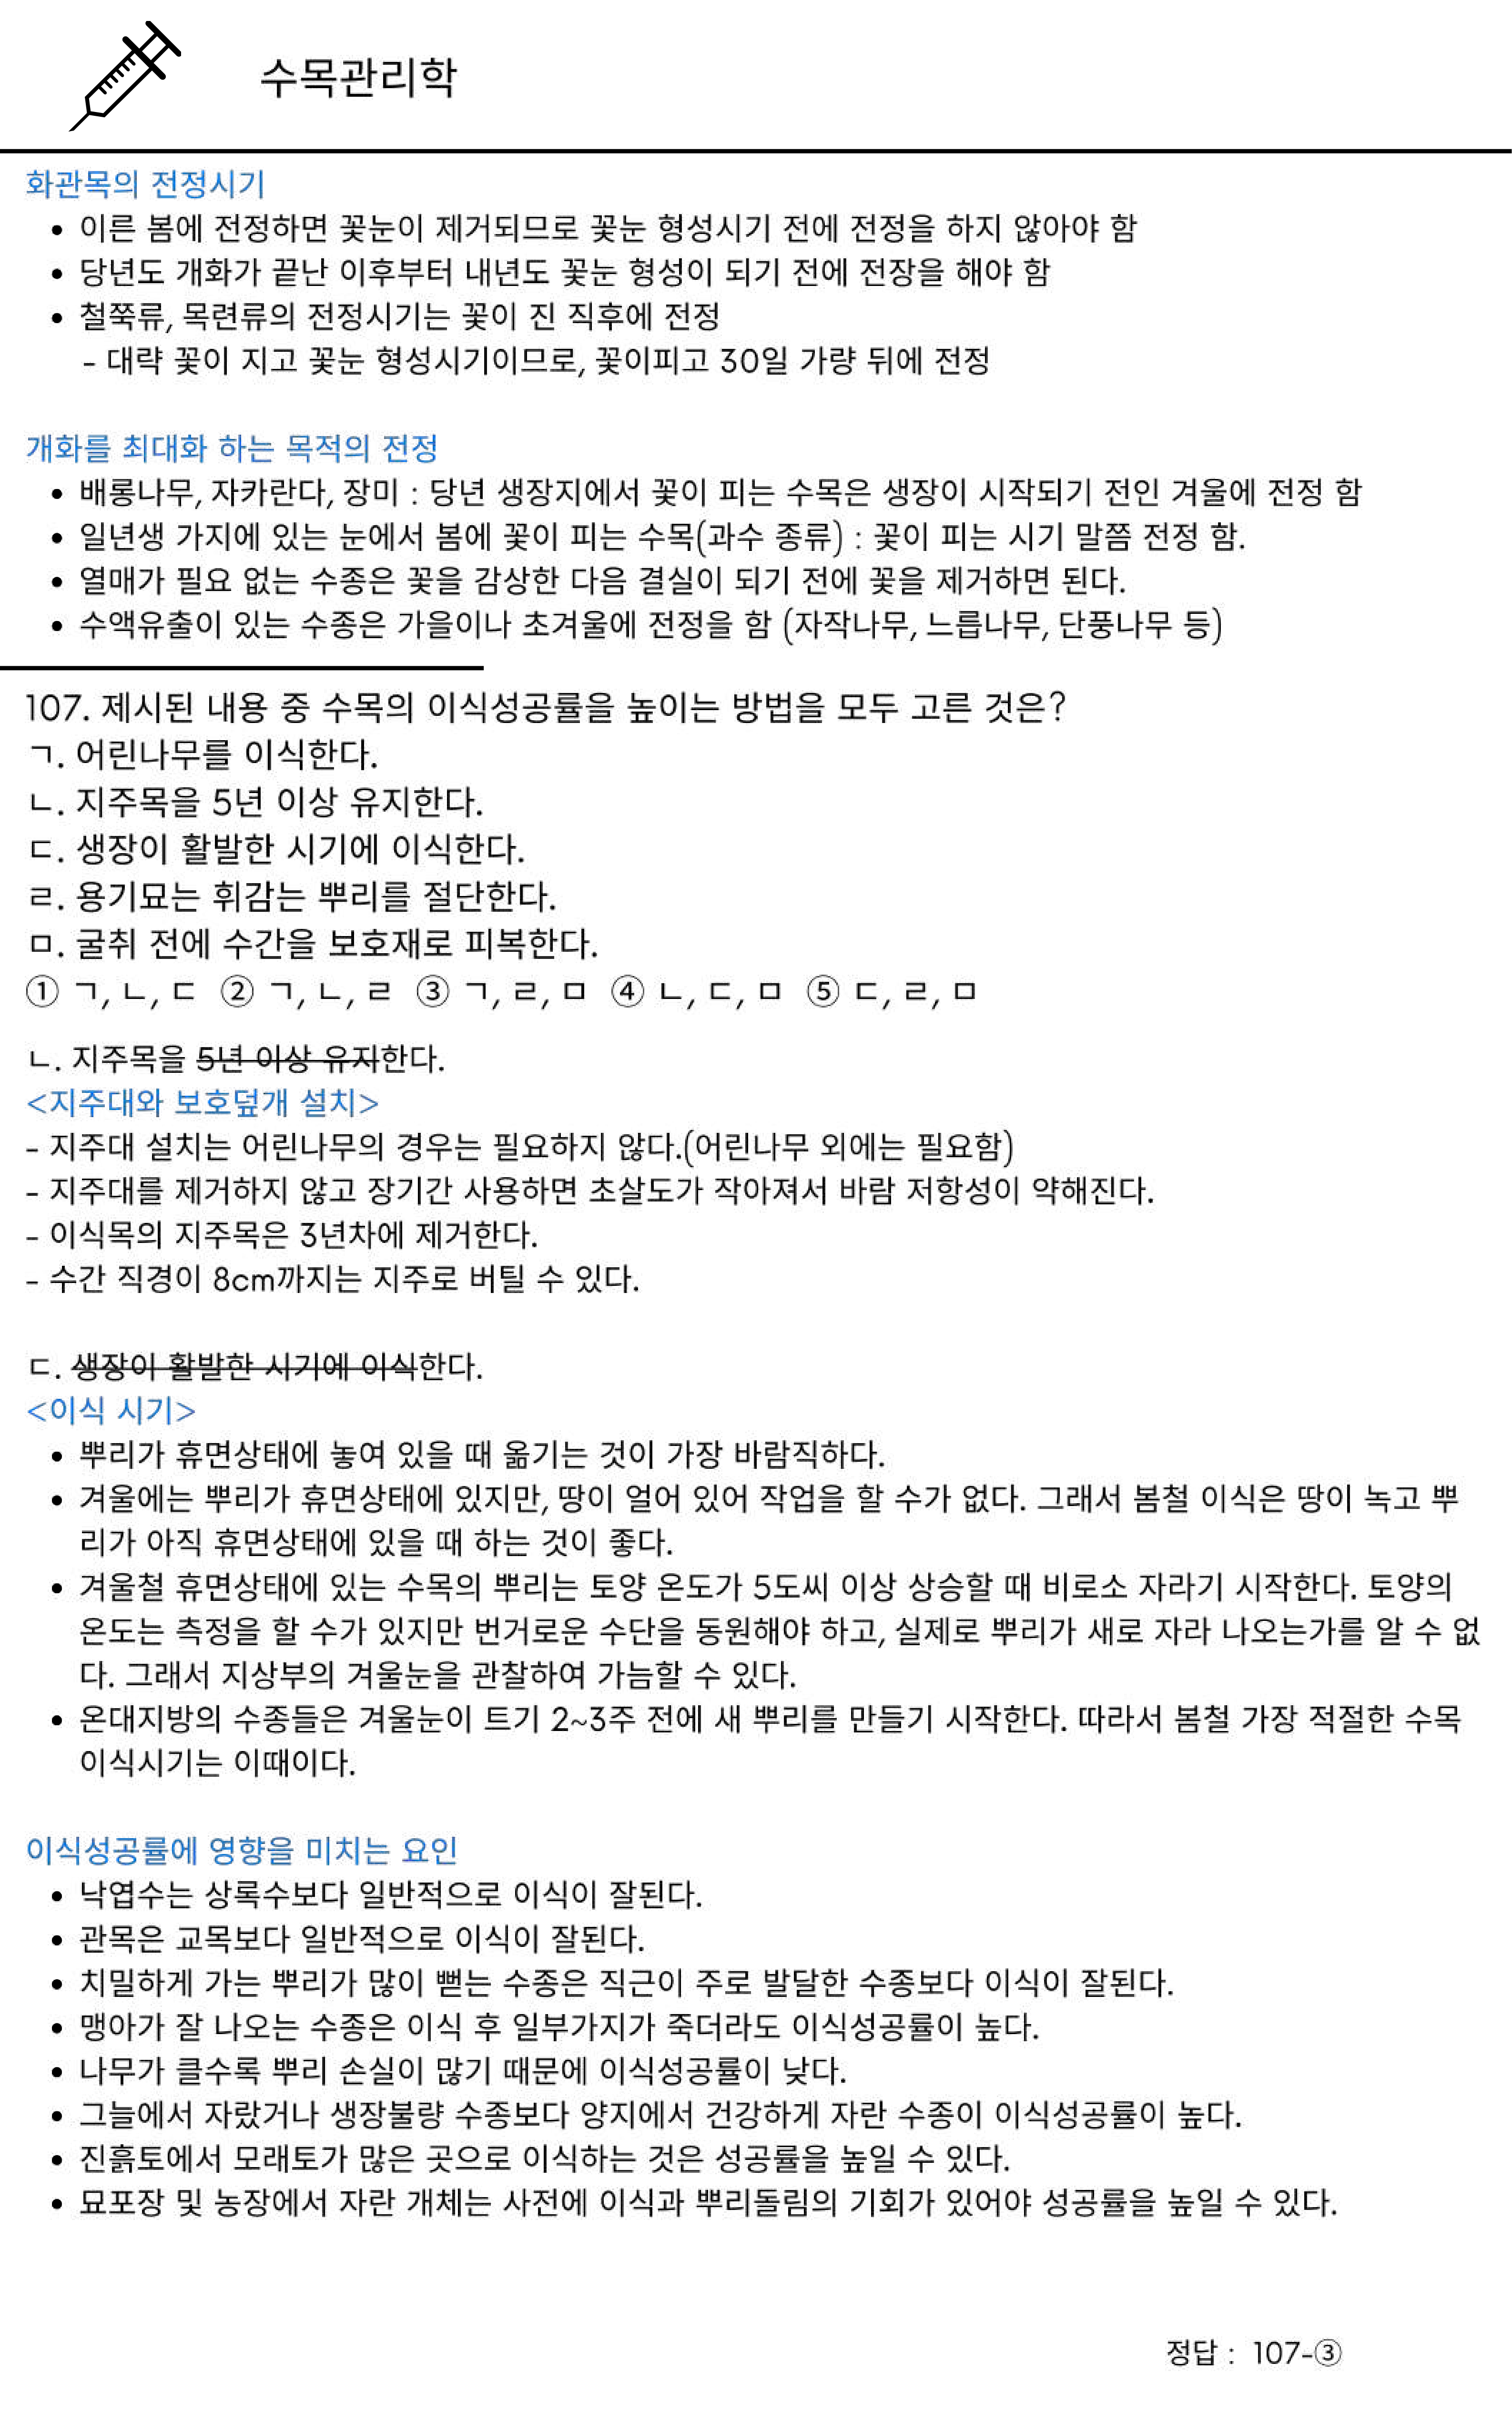 수목관리학
화관목의 전정시기
• 이른 봄에 전정하면 꽃눈이 제거되므로 꽃눈 형성시기 전에 전정을 하지 않아야 함
• 당년도 개화가 끝난 이후부터 내년도 꽃눈 형성이 되기 전에 전장을 해야 함
• 철쭉류, 목련류의 전정시기는 꽃이 진 직후에 전정
- 대략 꽃이 지고 꽃눈 형성시기이므로, 꽃이피고 30일 가량 뒤에 전정
개화를 최대화 하는 목적의 전정
• 배롱나무, 자카란다, 장미 : 당년 생장지에서 꽃이 피는 수목은 생장이 시작되기 전인 겨울에 전정 함
• 일년생 가지에 있는 눈에서 봄에 꽃이 피는 수목(과수 종류) : 꽃이 피는 시기 말쯤 전정 함.
• 열매가 필요 없는 수종은 꽃을 감상한 다음 결실이 되기 전에 꽃을 제거하면 된다.
• 수액유출이 있는 수종은 가을이나 초겨울에 전정을 함 (자작나무, 느릅나무, 단풍나무 등)
107. 제시된 내용 중 수목의 이식성공률을 높이는 방법을 모두 고른 것은?
ㄱ. 어린나무를 이식한다.
ㄴ. 지주목을 5년 이상 유지한다.
ㄷ. 생장이 활발한 시기에 이식한다.
ㄹ. 용기묘는 휘감는 뿌리를 절단한다.
ㅁ. 굴취 전에 수간을 보호재로 피복한다.
① ㄱ, ㄴ, ㄷ ② ㄱ, ㄴ, ㄹ ③ ㄱ, ㄹ, ㅁ ④ ㄴ, ㄷ, ㅁ ⑤ ㄷ, ㄹ, ㅁ
ㄴ. 지주목을 5년 이상 유지한다.
<지주대와 보호덮개 설치>
- 지주대 설치는 어린나무의 경우는 필요하지 않다.(어린나무 외에는 필요함)
- 지주대를 제거하지 않고 장기간 사용하면 초살도가 작아져서 바람 저항성이 약해진다.
- 이식목의 지주목은 3년차에 제거한다.
- 수간 직경이 8cm까지는 지주로 버틸 수 있다.
ㄷ. 생장이 활발한 시기에 이식한다.
<이식 시기>
• 뿌리가 휴면상태에 놓여 있을 때 옮기는 것이 가장 바람직하다.
• 겨울에는 뿌리가 휴면상태에 있지만, 땅이 얼어 있어 작업을 할 수가 없다. 그래서 봄철 이식은 땅이 녹고 뿌
리가 아직 휴면상태에 있을 때 하는 것이 좋다.
• 겨울철 휴면상태에 있는 수목의 뿌리는 토양 온도가 5도씨 이상 상승할 때 비로소 자라기 시작한다. 토양의
온도는 측정을 할 수가 있지만 번거로운 수단을 동원해야 하고, 실제로 뿌리가 새로 자라 나오는가를 알 수 없
다. 그래서 지상부의 겨울눈을 관찰하여 가늠할 수 있다.
• 온대지방의 수종들은 겨울눈이 트기 2~3주 전에 새 뿌리를 만들기 시작한다. 따라서 봄철 가장 적절한 수목
이식시기는 이때이다.
이식성공률에 영향을 미치는 요인
• 낙엽수는 상록수보다 일반적으로 이식이 잘된다.
• 관목은 교목보다 일반적으로 이식이 잘된다.
• 치밀하게 가는 뿌리가 많이 뻗는 수종은 직근이 주로 발달한 수종보다 이식이 잘된다.
• 맹아가 잘 나오는 수종은 이식 후 일부가지가 죽더라도 이식성공률이 높다.
• 나무가 클수록 뿌리 손실이 많기 때문에 이식성공률이 낮다.
• 그늘에서 자랐거나 생장불량 수종보다 양지에서 건강하게 자란 수종이 이식성공률이 높다.
• 진흙토에서 모래토가 많은 곳으로 이식하는 것은 성공률을 높일 수 있다.
• 묘포장 및 농장에서 자란 개체는 사전에 이식과 뿌리돌림의 기회가 있어야 성공률을 높일 수 있다.
정답 : 107-③